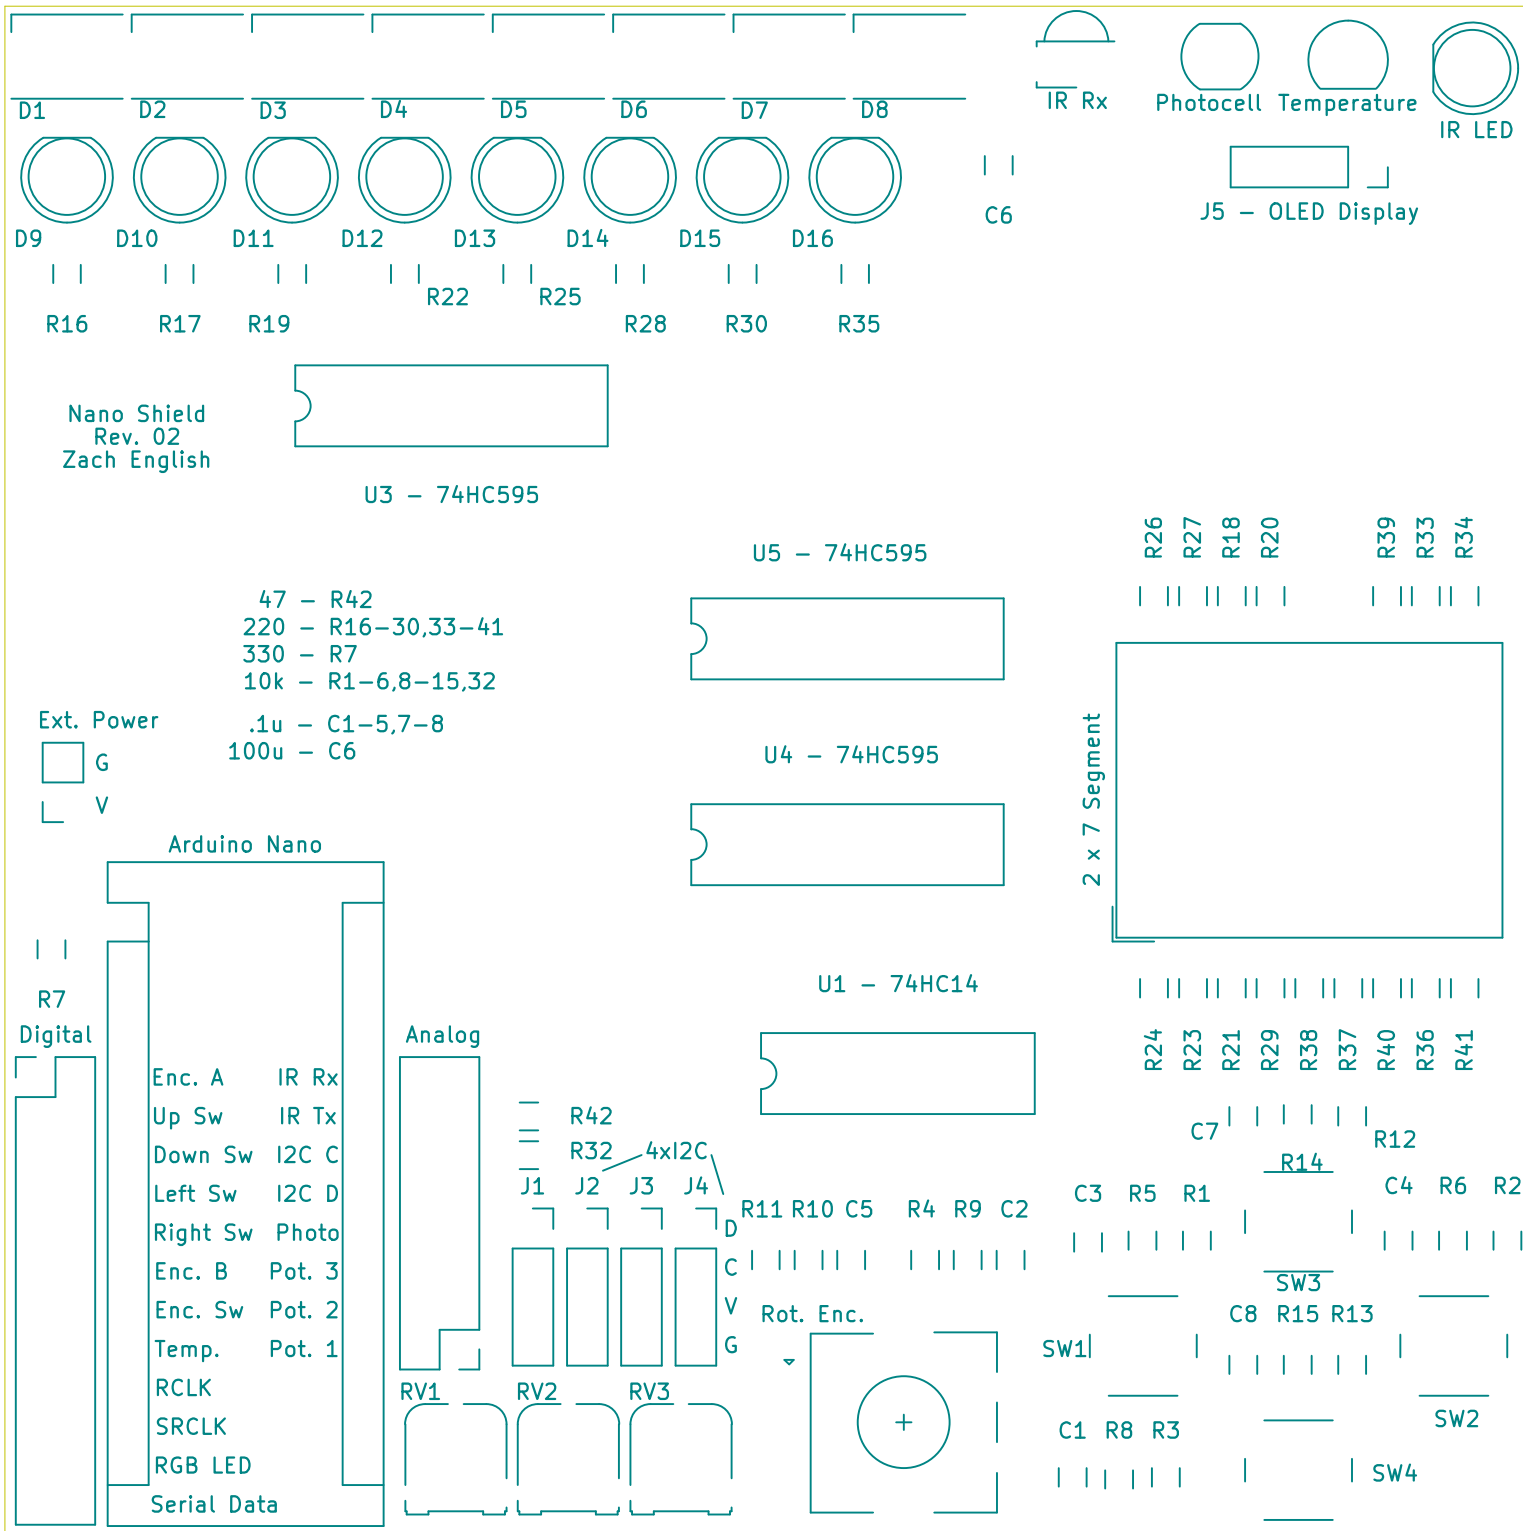 IR Rx
Photocell
Temperature
D1
D2
D3
D4
D5
D6
D7
D8
IR LED
J5 - OLED Display
C6
D9
D10
D11
D12
D13
D14
D15
D16
R22
R25
R16
R17
R19
R28
R30
R35
Nano Shield
Rev. 02
Zach English
U3 - 74HC595
R26
R27
R18
R20
R39
R33
R34
U5 - 74HC595
47 - R42
220 - R16-30,33-41
330 - R7
10k - R1-6,8-15,32
.1u - C1-5,7-8
100u - C6
Ext. Power
G
V
U4 - 74HC595
2 x 7 Segment
Arduino Nano
U1 - 74HC14
R7
Digital
Analog
R24
R23
R21
R29
R38
R37
R40
R36
R41
Enc. A IR Rx
Up Sw IR Tx
Down Sw I2C C
Left Sw I2C D
Right Sw Photo
Enc. B Pot. 3
Enc. Sw Pot. 2
Temp. Pot. 1
RCLK
SRCLK
RGB LED
Serial Data
R42
R32
4xI2C
J1
J2
J3
J4
D
C
V
G
R11
R10
C5
R4
R9
C2
C7
R12
R14
C3
R5
R1
C4
R6
R2
SW3
C8
R15
R13
Rot. Enc.
SW1
RV1
RV2
RV3
SW2
C1
R8
R3
SW4